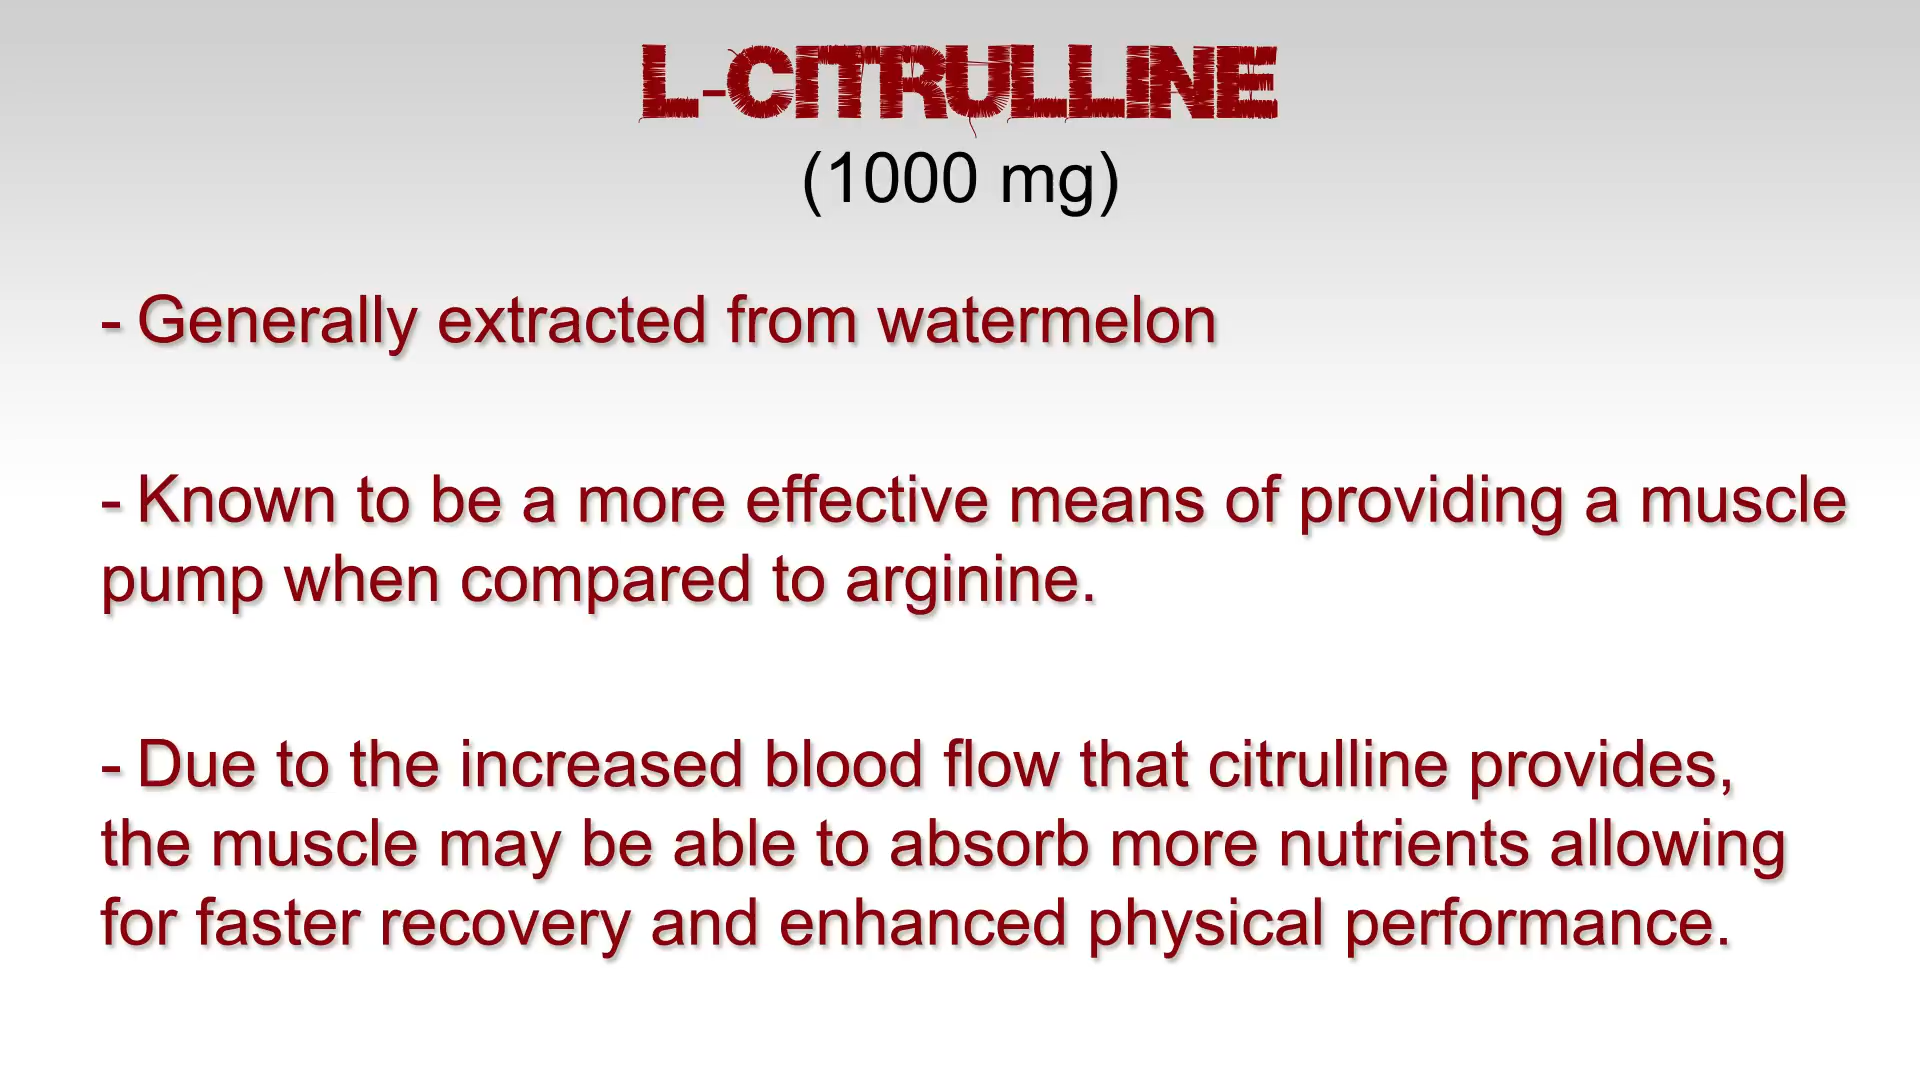 L-CITRULLINE
(1000 mg)
- Generally extracted from watermelon
- Known to be a more effective means of providing a muscle
pump when compared to arginine.
- Due to the increased blood flow that citrulline provides,
the muscle may be able to absorb more nutrients allowing
for faster recovery and enhanced physical performance.